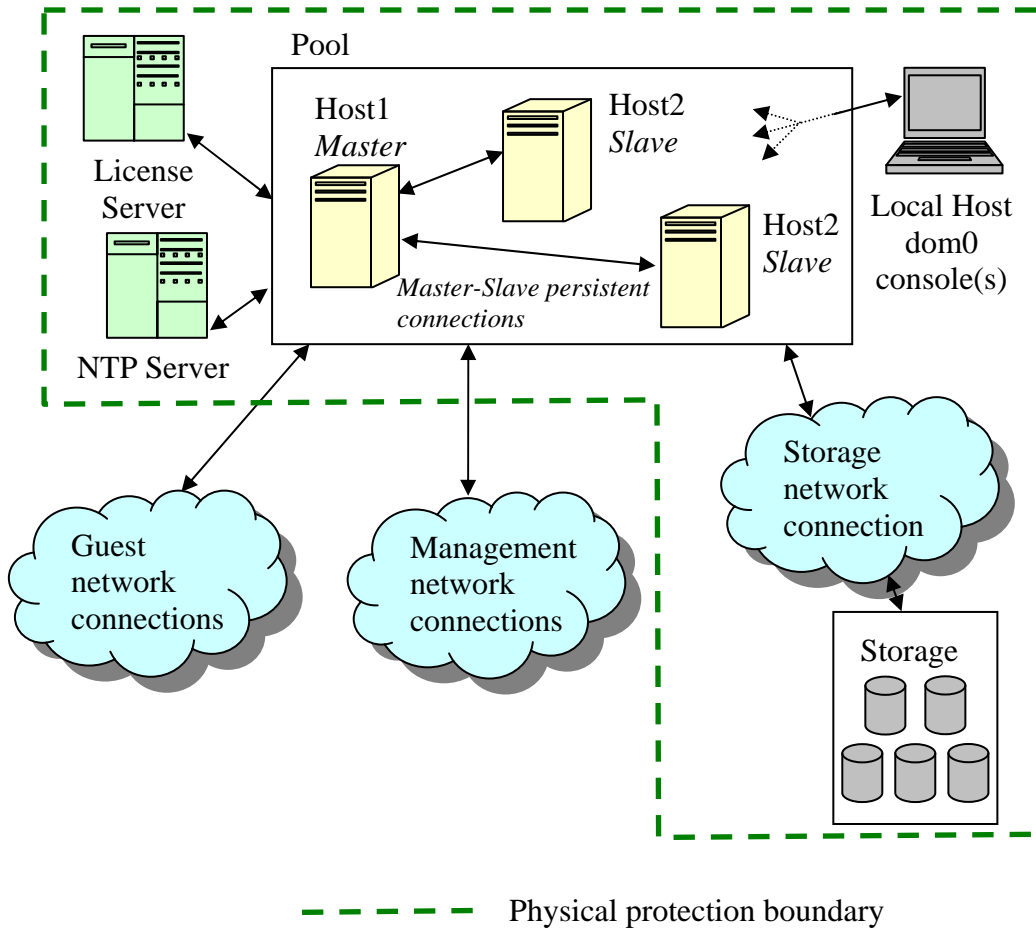 Pool
License
Server
NTP Server
Host1
Master
Host2
Slave
Host2
Slave
Master-Slave persistent
connections
Local Host
dom0
console(s)
Guest
network
connections
Management
network
connections
Storage
network
connection
Storage
Physical protection boundary